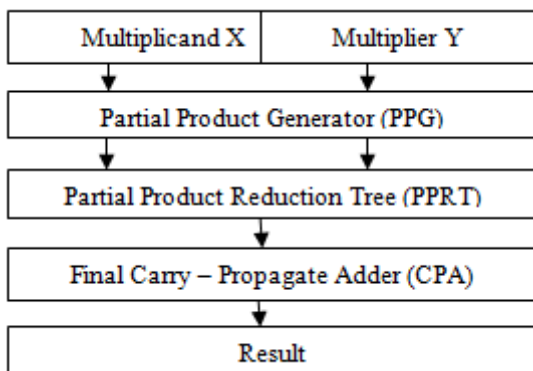 Multiplicand X Multiplier Y
Partial Product Generator (PPG)
Partial Product Reduction Tree (PPRT)
Final Carry – Propagate Adder (CPA)
Result